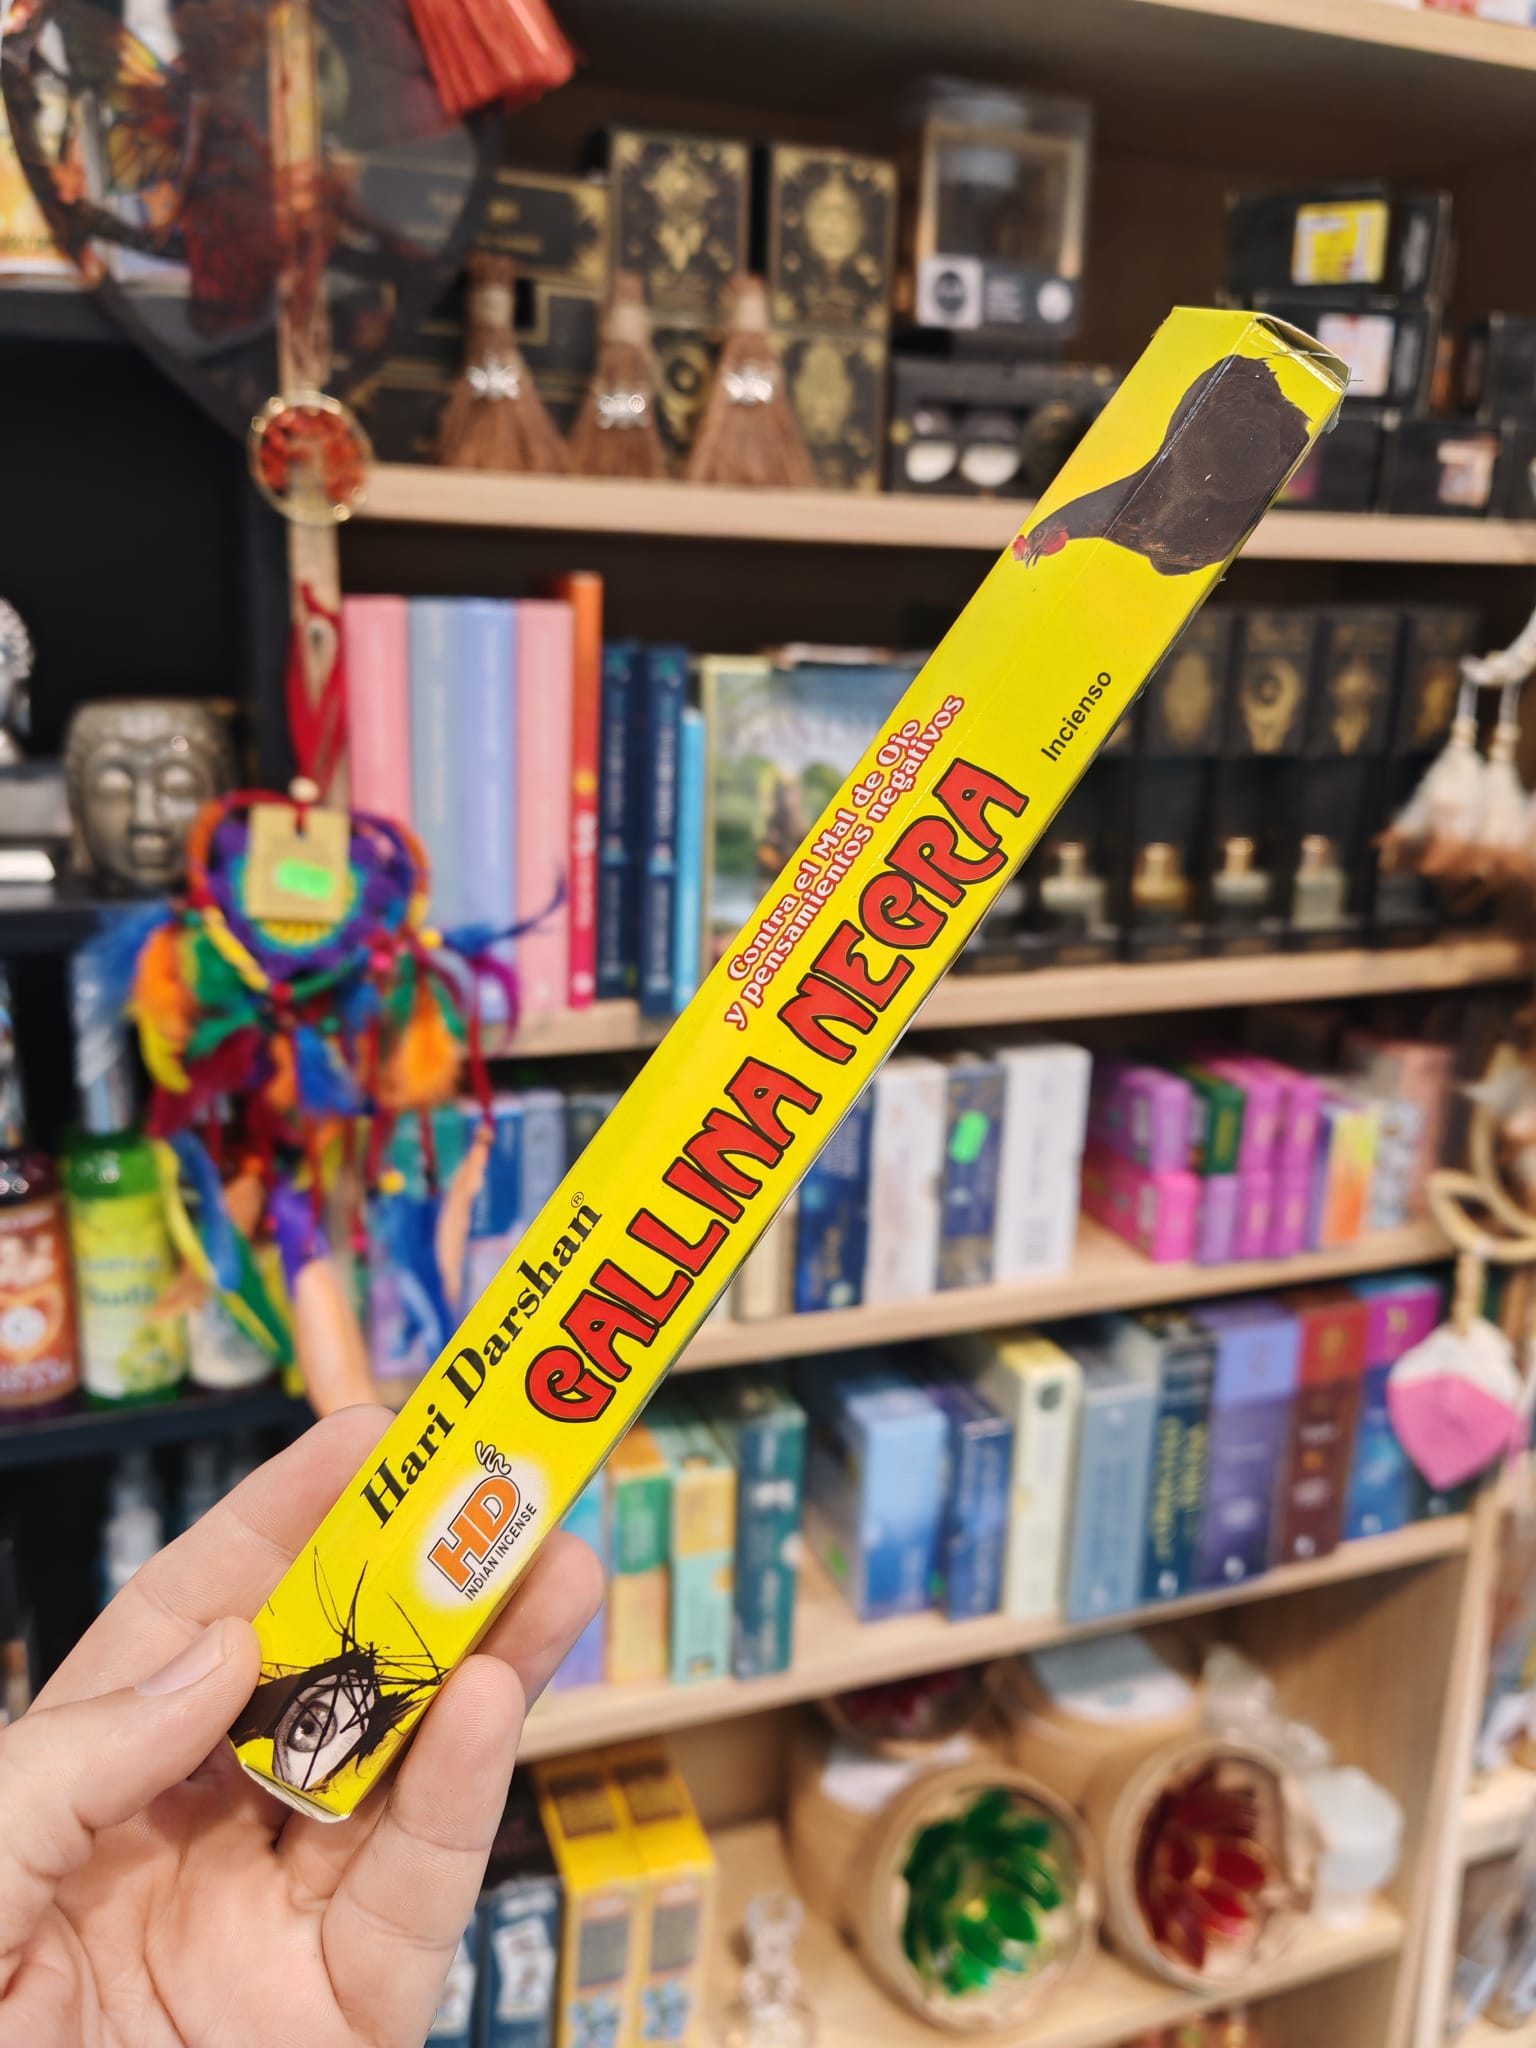 Hari Darshan®
GALLINA NEGRA
Contra el Mal de Ojo
y pensamientos negativos
Incienso
HD
INDIAN INCENSE